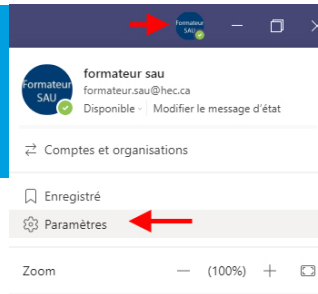 Formateur
SAU
formateur sau
Formateur
SAU
formateur.sau@hec.ca
Disponible - Modifier le message d'état
Comptes et organisations
Enregistré
Paramètres
Zoom — (100%) +